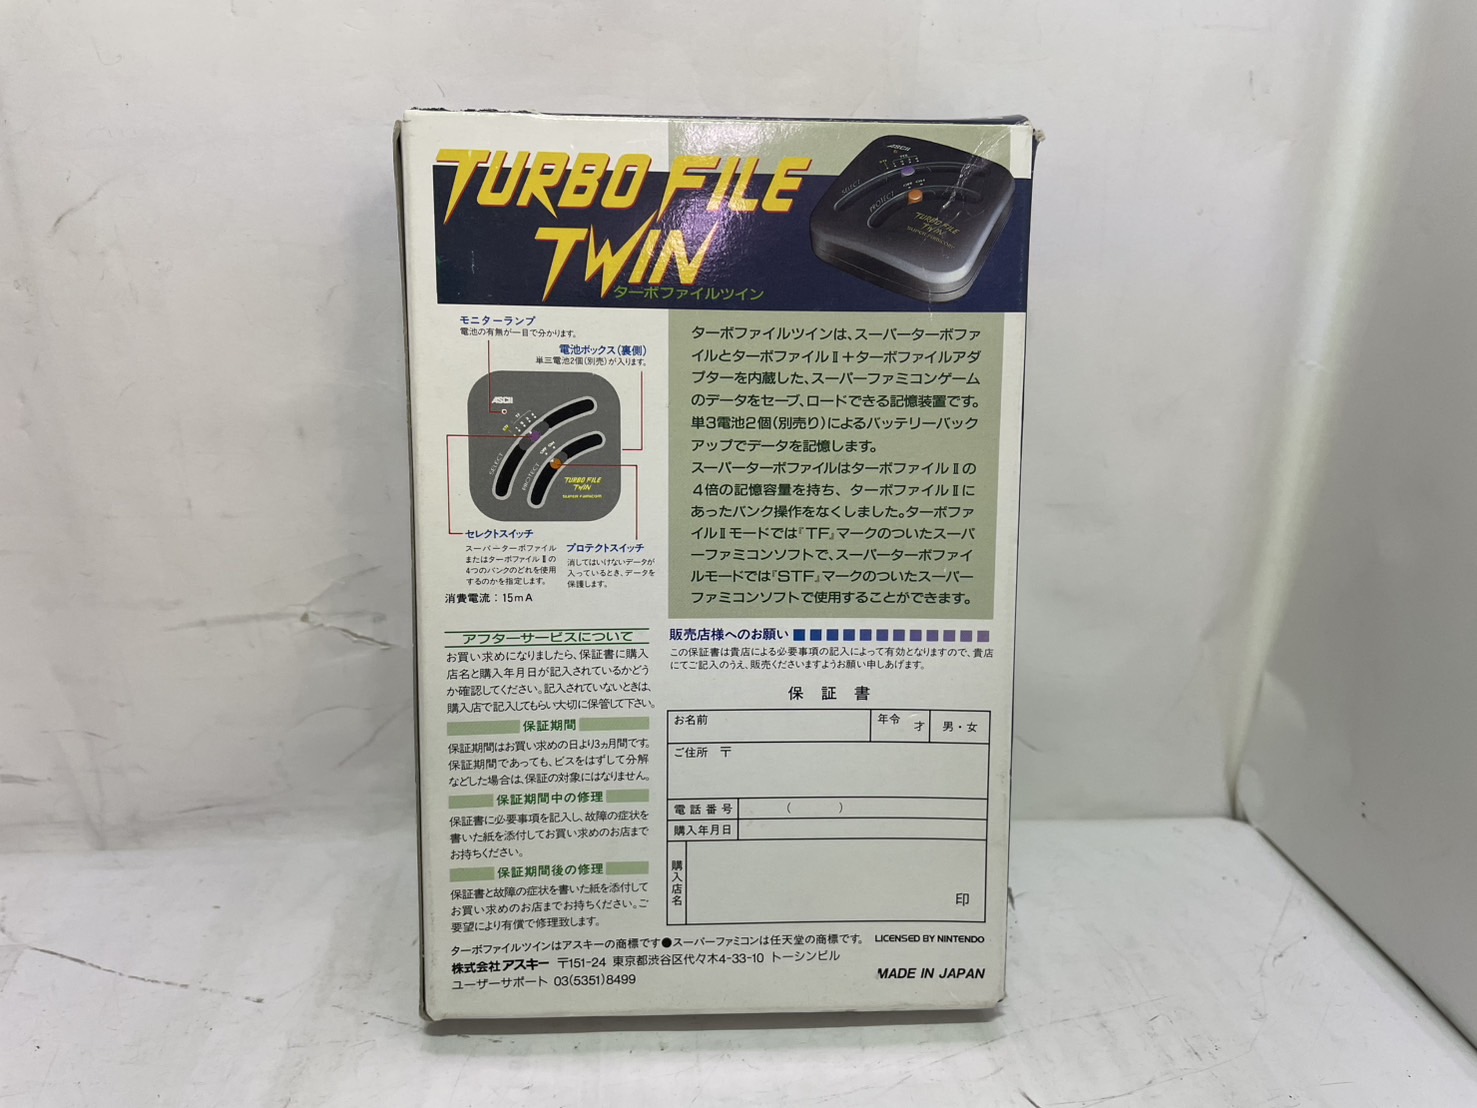 TURBO FILE
TWIN
ターボファイルツイン
ASCII
SELECT
PROTECT
TURBO FILE
TWIN
SUPER FAMICOM
モニターランプ
電池の有無が一目で分かります。
電池ボックス(裏側)
単三電池2個(別売)が入ります。
ASCII
SELECT
PROTECT
TURBO FILE
TWIN
SUPER FAMICOM
セレクトスイッチ
スーパーターボファイル
またはターボファイルⅡの
4つのバンクのどれを使用
するのかを指定します。
プロテクトスイッチ
消してはいけないデータが
入っているとき、データを
保護します。
消費電流：15mA
ターボファイルツインは、スーパーターボファ
イルとターボファイルⅡ+ターボファイルアダ
プターを内蔵した、スーパーファミコンゲーム
のデータをセーブ、ロードできる記憶装置です。
単3電池2個(別売り)によるバッテリーバック
アップでデータを記憶します。
スーパーターボファイルはターボファイルⅡの
4倍の記憶容量を持ち、ターボファイルⅡに
あったバンク操作をなくしました。ターボファ
イルⅡモードでは『TF』マークのついたスーパ
ーファミコンソフトで、スーパーターボファイ
ルモードでは『STF』マークのついたスーパー
ファミコンソフトで使用することができます。
アフターサービスについて
お買い求めになりましたら、保証書に購入
店名と購入年月日が記入されているかどう
か確認してください。記入されていないときは、
購入店で記入してもらい大切に保管して下さい。
保証期間
保証期間はお買い求めの日より3ヵ月間です。
保証期間であっても、ビスをはずして分解
などした場合は、保証の対象にはなりません。
保証期間中の修理
保証書に必要事項を記入し、故障の症状を
書いた紙を添付してお買い求めのお店まで
お持ちください。
保証期間後の修理
保証書と故障の症状を書いた紙を添付して
お買い求めのお店までお持ちください。ご
要望により有償で修理致します。
販売店様へのお願い
この保証書は貴店による必要事項の記入によって有効となりますので、貴店
にてご記入のうえ、販売くださいますようお願い申しあげます。
保 証 書
お名前
年令 才
男・女
ご住所 〒
電話番号 ( )
購入年月日
購入店名
印
ターボファイルツインはアスキーの商標です●スーパーファミコンは任天堂の商標です。 LICENSED BY NINTENDO
株式会社アスキー 〒151-24 東京都渋谷区代々木4-33-10 トーシンビル
ユーザーサポート 03(5351)8499
MADE IN JAPAN